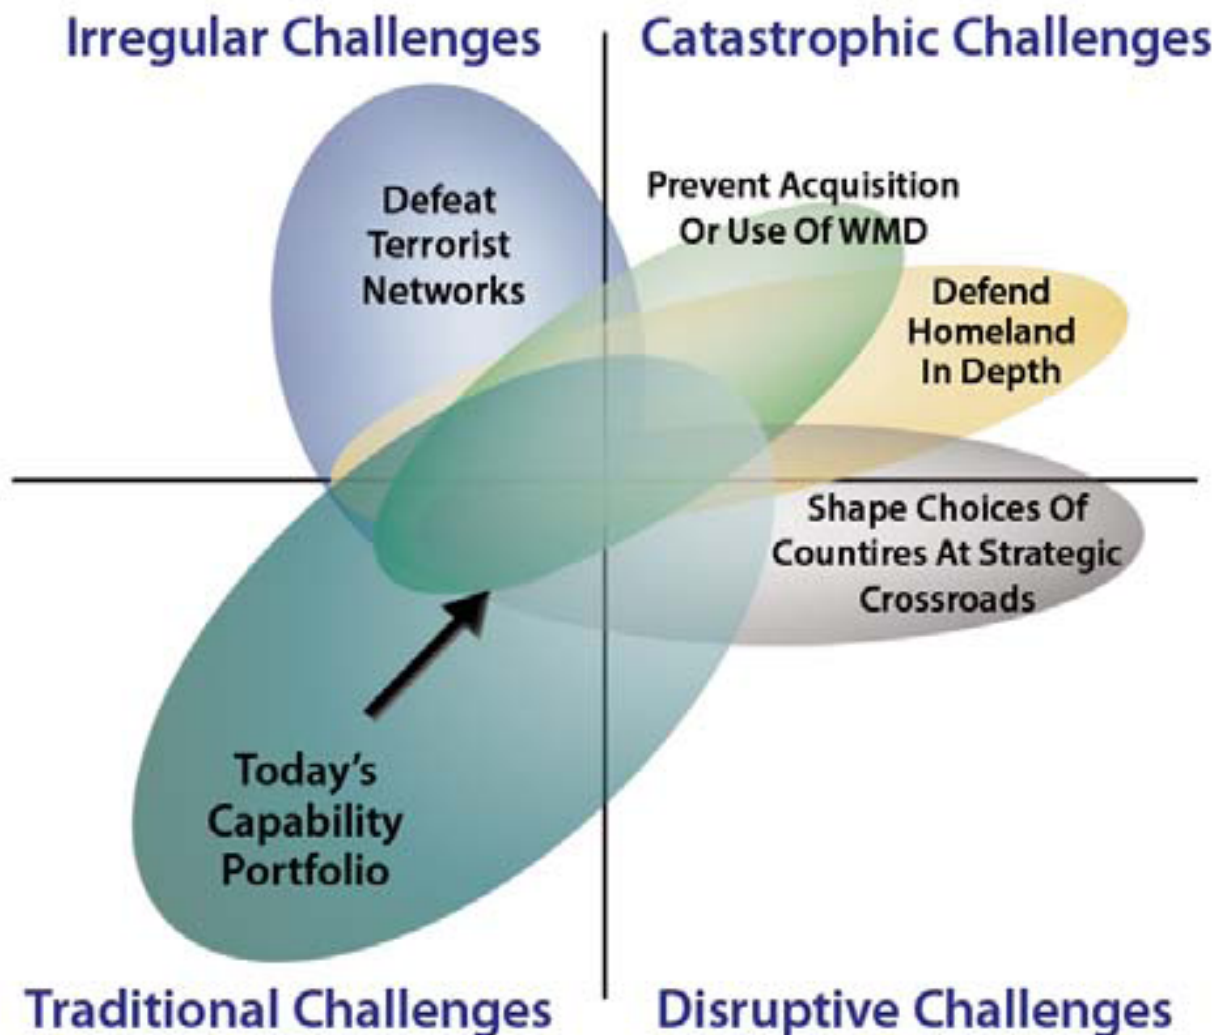 Irregular Challenges
Catastrophic Challenges
Defeat
Terrorist
Networks
Prevent Acquisition
Or Use Of WMD
Defend
Homeland
In Depth
Shape Choices Of
Countires At Strategic
Crossroads
Today's
Capability
Portfolio
Traditional Challenges
Disruptive Challenges